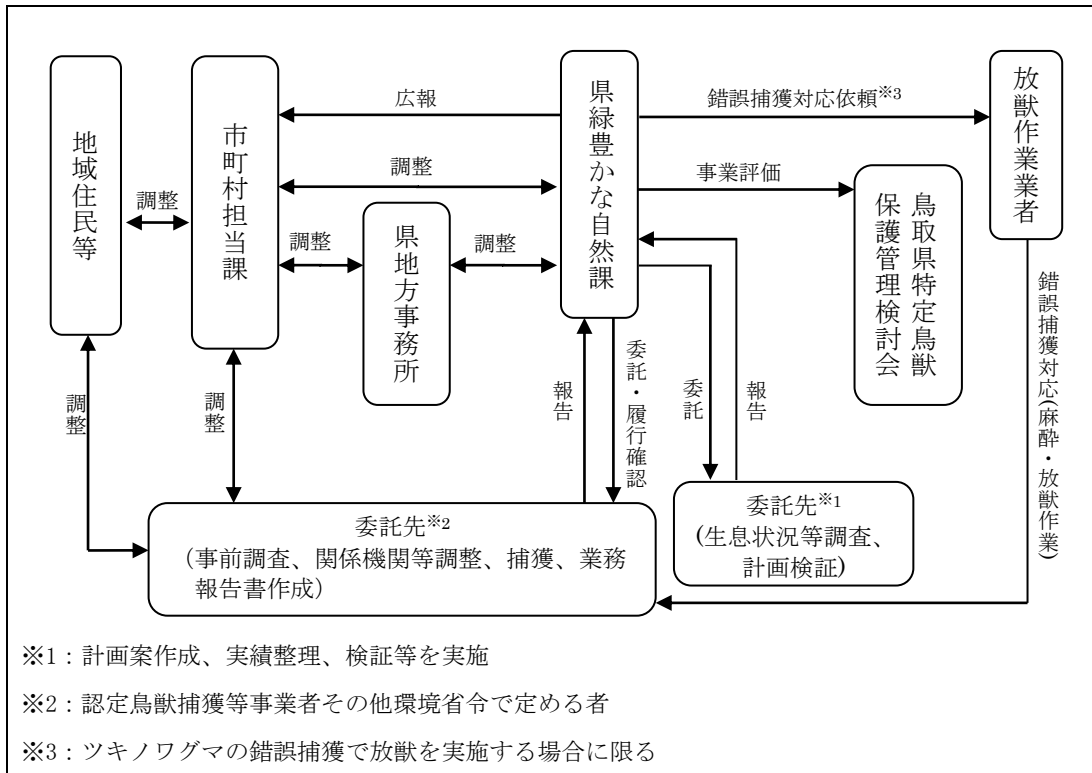 地域住民等
調整
市町村担当課
広報
調整
調整
県地方事務所
調整
県緑豊かな自然課
錯誤捕獲対応依頼※3
事業評価
放獣作業業者
鳥取県特定鳥獣
保護管理検討会
調整
調整
報告
委託・履行確認
委託
報告
錯誤捕獲対応(麻酔・放獣作業)
委託先※2
(事前調査、関係機関等調整、捕獲、業務
報告書作成)
委託先※1
(生息状況等調査、
計画検証)
※1：計画案作成、実績整理、検証等を実施
※2：認定鳥獣捕獲等事業者その他環境省令で定める者
※3：ツキノワグマの錯誤捕獲で放獣を実施する場合に限る